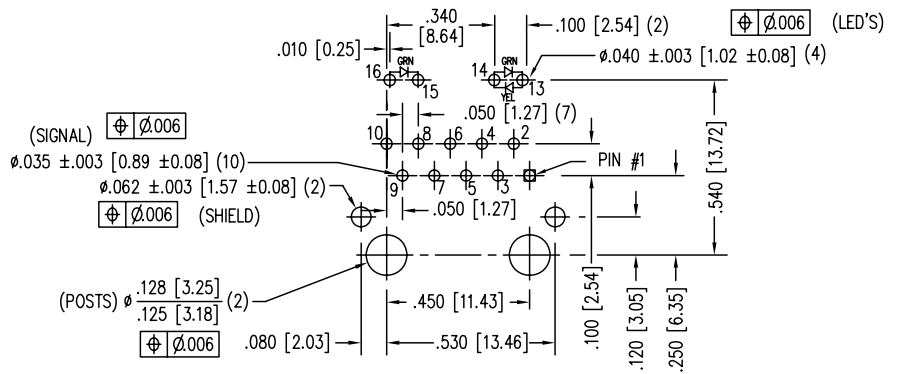 .340
[8.64]
.100 [2.54] (2)
⌖ Ø.006 (LED'S)
.010 [0.25]
ø.040 ±.003 [1.02 ±0.08] (4)
GRN
GRN
16
15
14
13
YEL
.050 [1.27] (7)
⌖ Ø.006
(SIGNAL)
10
8
6
4
2
ø.035 ±.003 [0.89 ±0.08] (10)
PIN #1
.540 [13.72]
9
7
5
3
ø.062 ±.003 [1.57 ±0.08] (2)
⌖ Ø.006 (SHIELD)
.050 [1.27]
(POSTS) ø .128 [3.25]
.125 [3.18] (2)
⌖ Ø.006
.450 [11.43]
.080 [2.03]
.530 [13.46]
.100 [2.54]
.120 [3.05]
.250 [6.35]